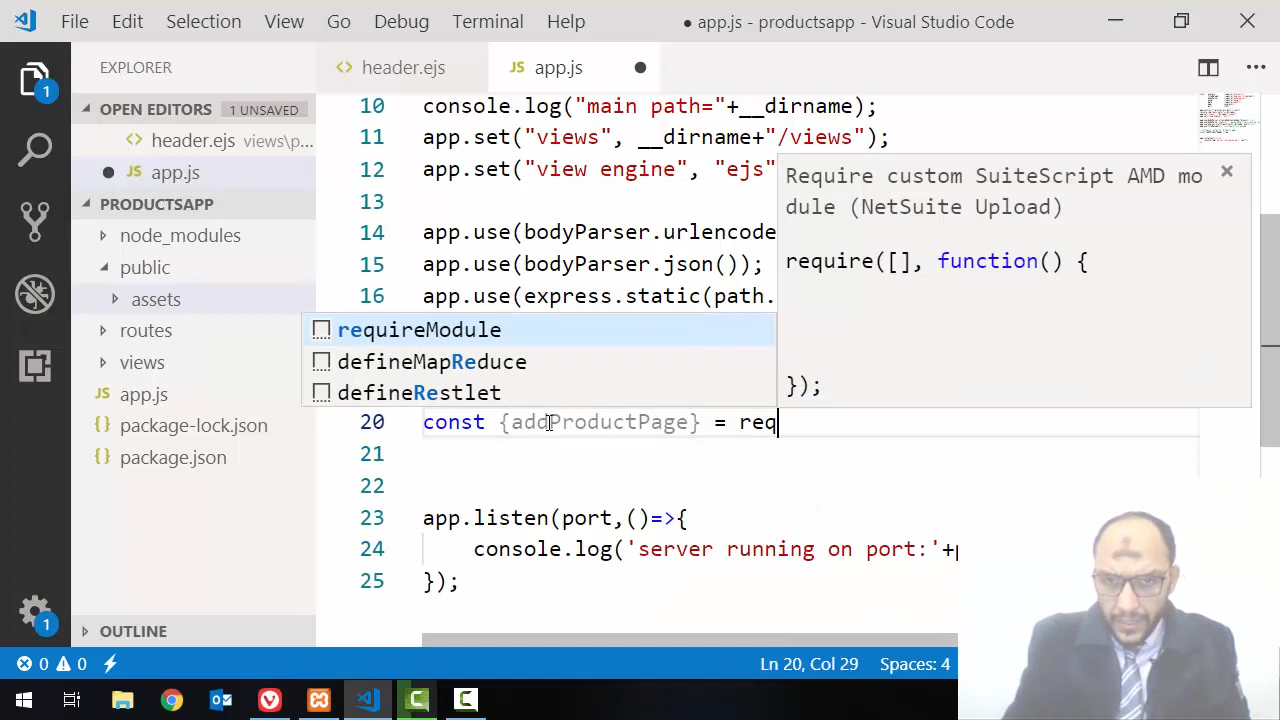 File Edit Selection View Go Debug Terminal Help ● app.js - productsapp - Visual Studio Code
EXPLORER
header.ejs
JS app.js
OPEN EDITORS 1 UNSAVED
header.ejs views\p...
JS app.js
PRODUCTSAPP
node_modules
public
assets
routes
views
JS app.js
package-lock.json
package.json
OUTLINE
1
1
10 console.log("main path="+__dirname);
11 app.set("views", __dirname+"/views");
12 app.set("view engine", "ejs"
13
14 app.use(bodyParser.urlencode
15 app.use(bodyParser.json());
16 app.use(express.static(path.
requireModule
defineMapReduce
defineRestlet
Require custom SuiteScript AMD mo
dule (NetSuite Upload)
require([], function() {
});
20 const {addProductPage} = req
21
22
23 app.listen(port,()=>{
24 console.log('server running on port:'+p
25 });
0 0 Ln 20, Col 29 Spaces: 4